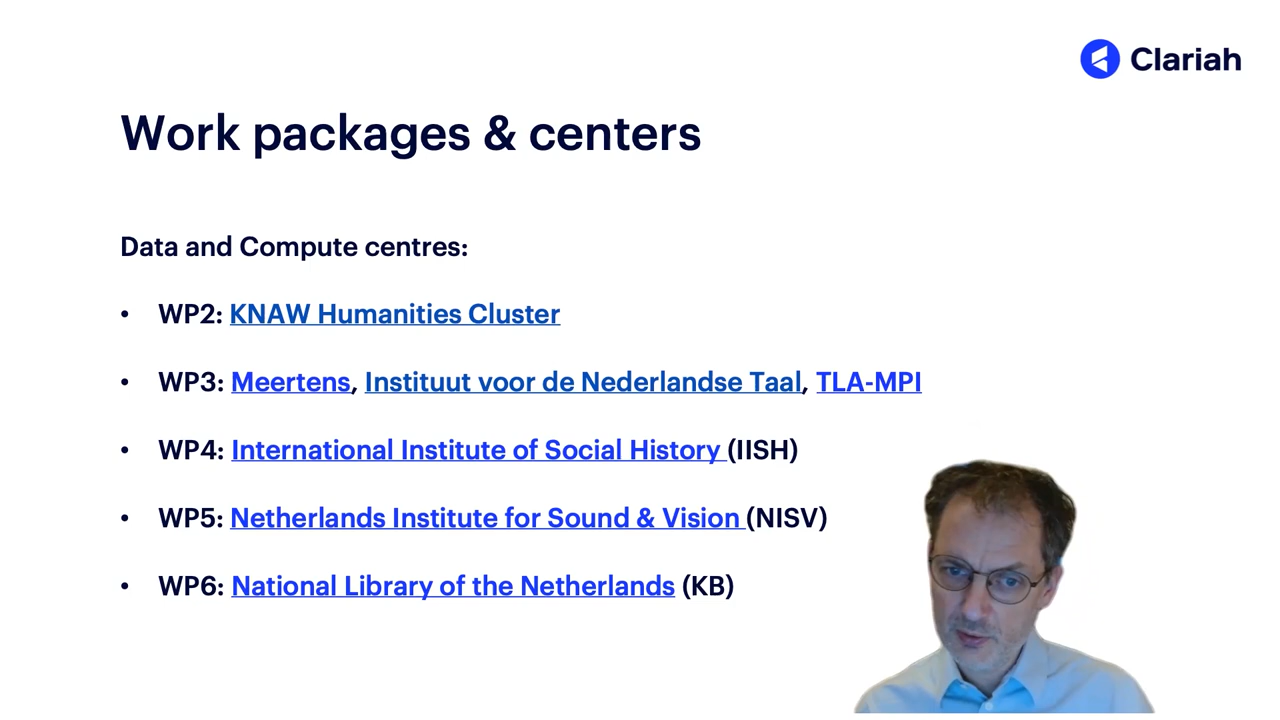 Clariah
Work packages & centers
Data and Compute centres:
• WP2: KNAW Humanities Cluster
• WP3: Meertens, Instituut voor de Nederlandse Taal, TLA-MPI
• WP4: International Institute of Social History (IISH)
• WP5: Netherlands Institute for Sound & Vision (NISV)
• WP6: National Library of the Netherlands (KB)